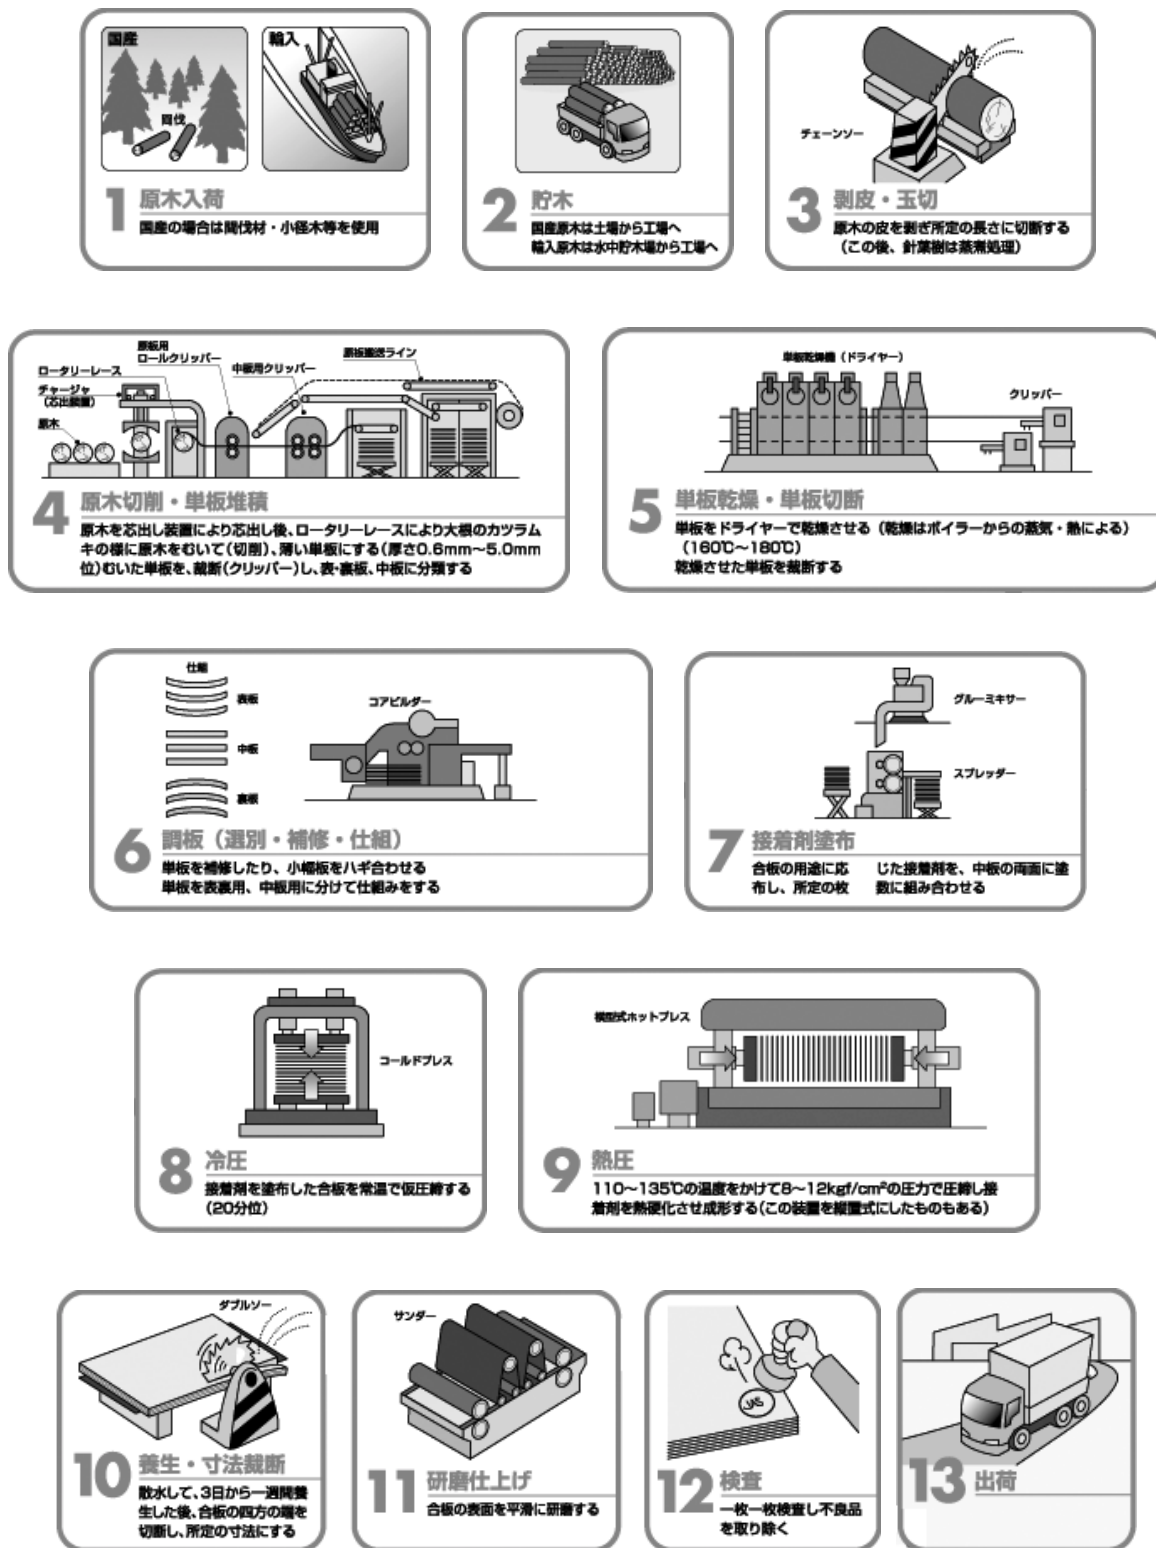 国産
間伐
輸入
1 原木入荷
国産の場合は間伐材・小径木等を使用
2 貯木
国産原木は土場から工場へ
輸入原木は水中貯木場から工場へ
チェーンソー
3 剥皮・玉切
原木の皮を剥ぎ所定の長さに切断する
（この後、針葉樹は蒸煮処理）
原板用
ロールクリッパー
ロータリーレース
チャージャ
（芯出装置）
原木
中板用クリッパー
原板搬送ライン
4 原木切削・単板堆積
原木を芯出し装置により芯出し後、ロータリーレースにより大根のカツラム
キの様に原木をむいて（切削）、薄い単板にする（厚さ0.6mm～5.0mm
位）むいた単板を、裁断（クリッパー）し、表・裏板、中板に分類する
単板乾燥機（ドライヤー）
クリッパー
5 単板乾燥・単板切断
単板をドライヤーで乾燥させる（乾燥はボイラーからの蒸気・熱による）
（160℃～180℃）
乾燥させた単板を裁断する
仕組
表板
中板
裏板
コアビルダー
6 調板（選別・補修・仕組）
単板を補修したり、小幅板をハギ合わせる
単板を表裏用、中板用に分けて仕組みをする
グルーミキサー
スプレッダー
7 接着剤塗布
合板の用途に応 じた接着剤を、中板の両面に塗
布し、所定の枚 数に組み合わせる
コールドプレス
8 冷圧
接着剤を塗布した合板を常温で仮圧締する
（20分位）
横型式ホットプレス
9 熱圧
110～135℃の温度をかけて8～12kgf/cm²の圧力で圧締し接
着剤を熱硬化させ成形する（この装置を縦置式にしたものもある）
ダブルソー
10 養生・寸法裁断
散水して、3日から一週間養
生した後、合板の四方の端を
切断し、所定の寸法にする
サンダー
11 研磨仕上げ
合板の表面を平滑に研磨する
JAS
12 検査
一枚一枚検査し不良品
を取り除く
13 出荷